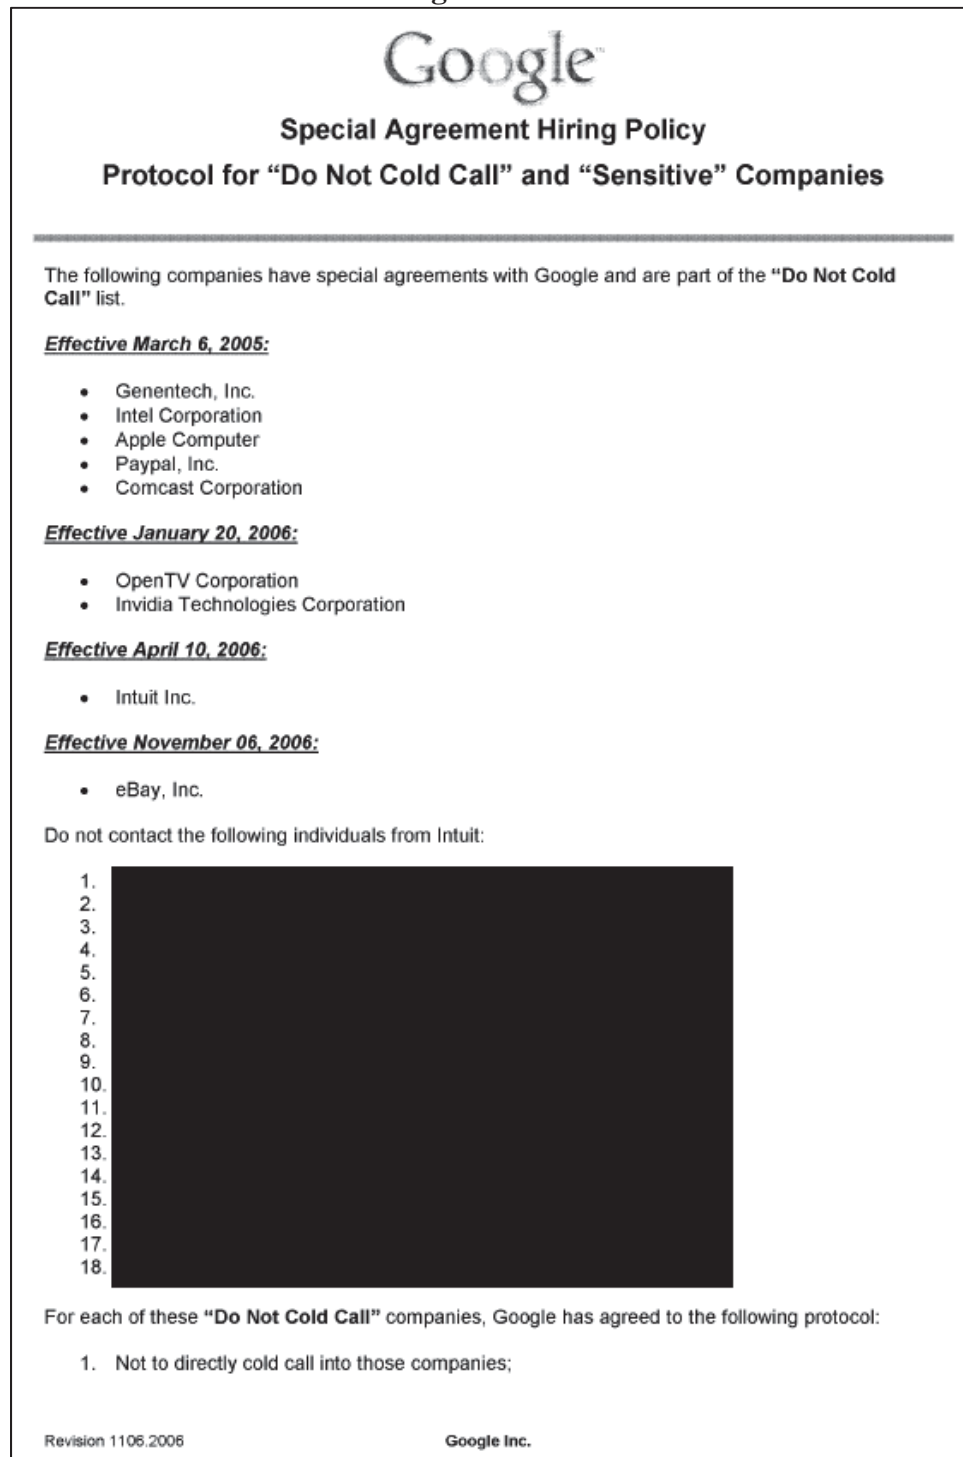 Google
Special Agreement Hiring Policy
Protocol for “Do Not Cold Call” and “Sensitive” Companies
The following companies have special agreements with Google and are part of the “Do Not Cold
Call” list.
Effective March 6, 2005:
• Genentech, Inc.
• Intel Corporation
• Apple Computer
• Paypal, Inc.
• Comcast Corporation
Effective January 20, 2006:
• OpenTV Corporation
• Invidia Technologies Corporation
Effective April 10, 2006:
• Intuit Inc.
Effective November 06, 2006:
• eBay, Inc.
Do not contact the following individuals from Intuit:
1.
2.
3.
4.
5.
6.
7.
8.
9.
10.
11.
12.
13.
14.
15.
16.
17.
18.
For each of these “Do Not Cold Call” companies, Google has agreed to the following protocol:
1. Not to directly cold call into those companies;
Revision 1106.2006 Google Inc.